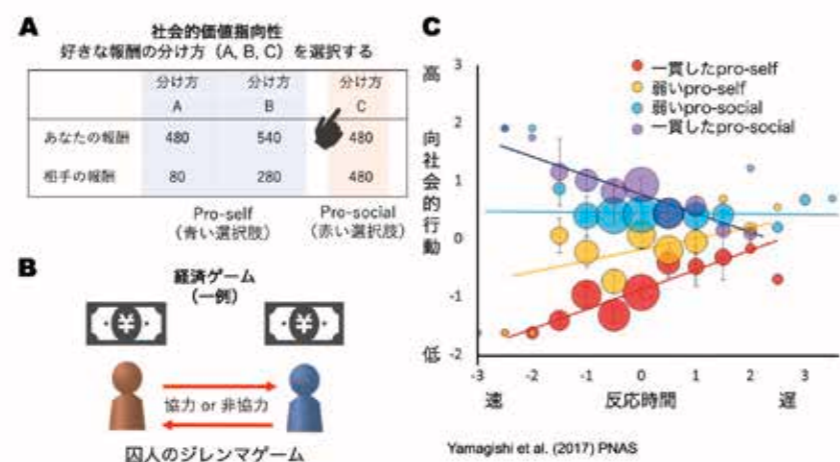 A
社会的価値指向性
好きな報酬の分け方（A, B, C）を選択する
分け方 分け方 分け方
A B C
あなたの報酬 480 540 480
相手の報酬 80 280 480
Pro-self Pro-social
（青い選択肢） （赤い選択肢）
B
経済ゲーム
（一例）
¥ ¥
協力 or 非協力
囚人のジレンマゲーム
C
一貫したpro-self
弱いpro-self
弱いpro-social
一貫したpro-social
高
向社会的行動
低
3
2
1
0
-1
-2
-3 -2 -1 0 1 2 3
速 反応時間 遅
Yamagishi et al. (2017) PNAS